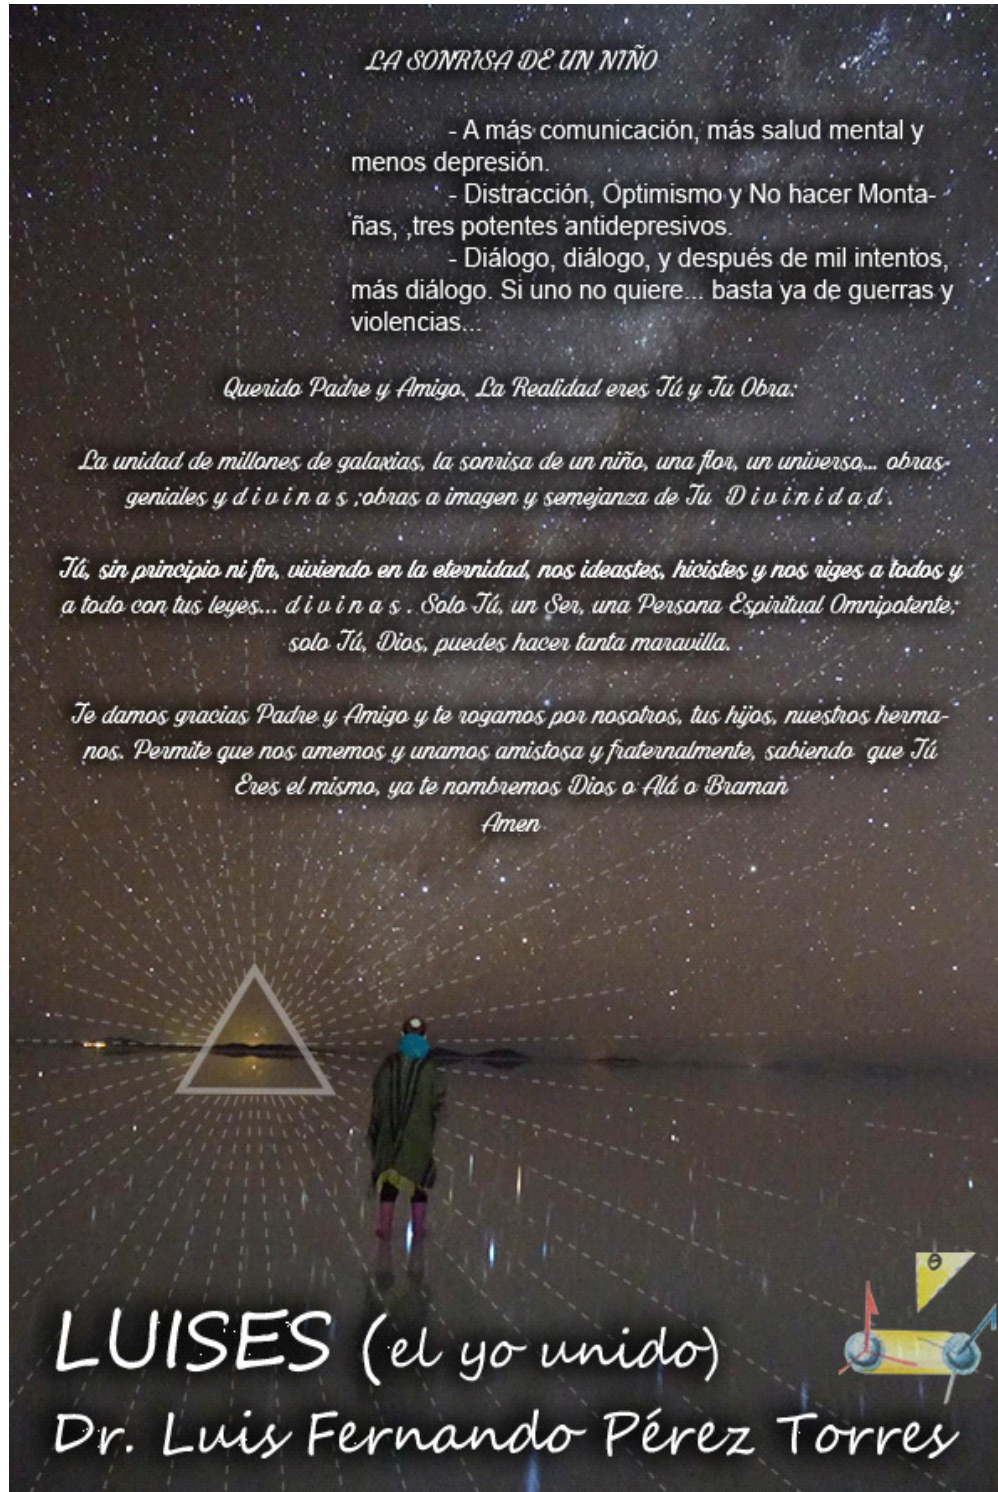 LA SONRISA DE UN NIÑO
- A más comunicación, más salud mental y
menos depresión.
- Distracción, Optimismo y No hacer Monta-
ñas, ,tres potentes antidepresivos.
- Diálogo, diálogo, y después de mil intentos,
más diálogo. Si uno no quiere... basta ya de guerras y
violencias...
Querido Padre y Amigo. La Realidad eres Tú y Tu Obra:
La unidad de millones de galaxias, la sonrisa de un niño, una flor, un universo... obras
geniales y d i v i n a s ;obras a imagen y semejanza de Tu D i v i n i d a d .
Tú, sin principio ni fin, viviendo en la eternidad, nos ideastes, hicistes y nos riges a todos y
a todo con tus leyes... d i v i n a s . Solo Tú, un Ser, una Persona Espiritual Omnipotente;
solo Tú, Dios, puedes hacer tanta maravilla. .
Te damos gracias Padre y Amigo y te rogamos por nosotros, tus hijos, nuestros herma-
nos. Permite que nos amemos y unamos amistosa y fraternalmente, sabiendo que Tú
Eres el mismo, ya te nombremos Dios o Alá o Braman
Amen
θ
LUISES (el yo unido)
Dr. Luis Fernando Pérez Torres